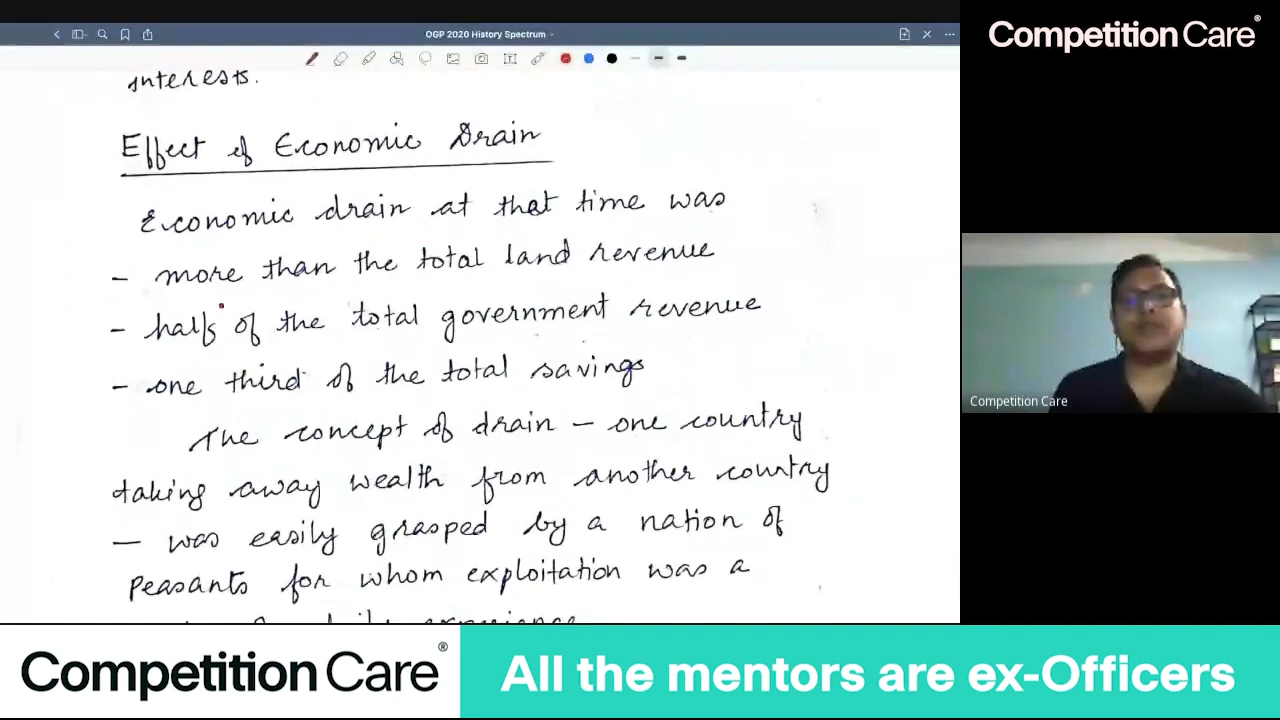 OGP 2020 History Spectrum
Competition Care®
interests.
Effect of Economic Drain
Economic drain at that time was
- more than the total land revenue
- half of the total government revenue
- one third of the total savings
The concept of drain - one country
taking away wealth from another country
- was easily grasped by a nation of
peasants for whom exploitation was a
experience
Competition Care
Competition Care®
All the mentors are ex-Officers